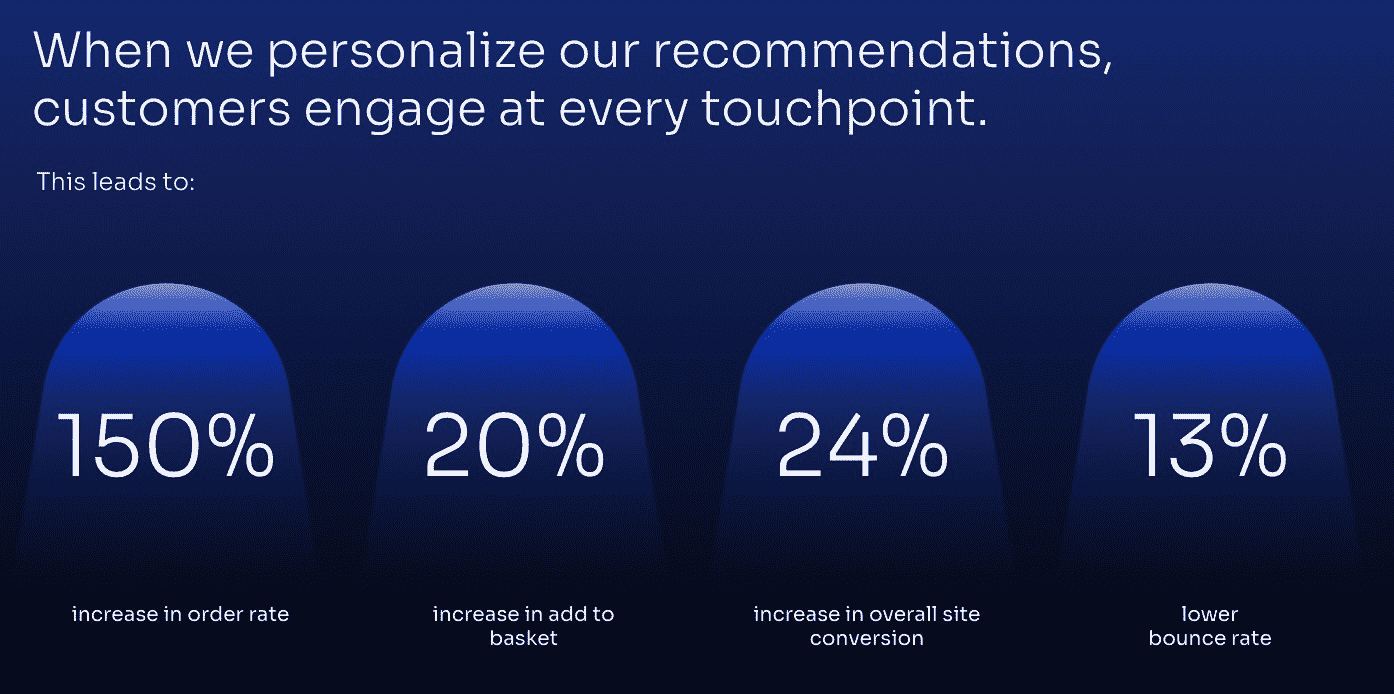 When we personalize our recommendations,
customers engage at every touchpoint.
This leads to:
150%
20%
24%
13%
increase in order rate
increase in add to
basket
increase in overall site
conversion
lower
bounce rate